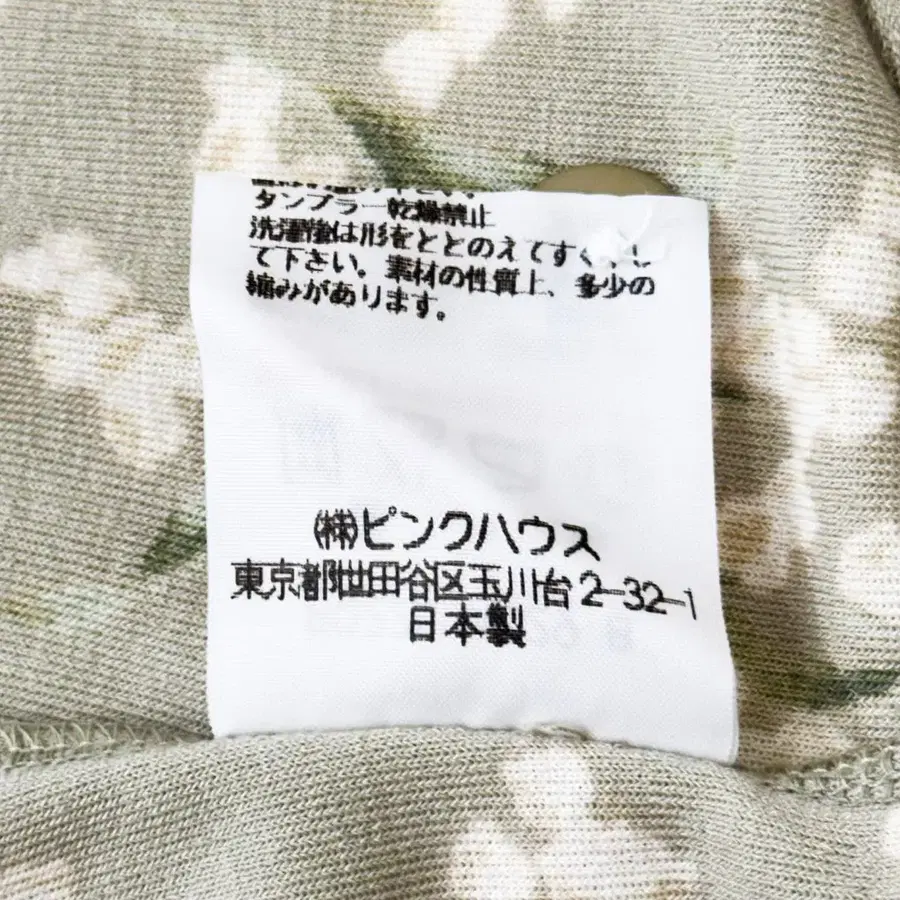 タンブラー乾燥禁止
洗濯後は形をととのえてすぐ干し
て下さい。素材の性質上、多少の
縮みがあります。
㈱ピンクハウス
東京都世田谷区玉川台2-32-1
日本製